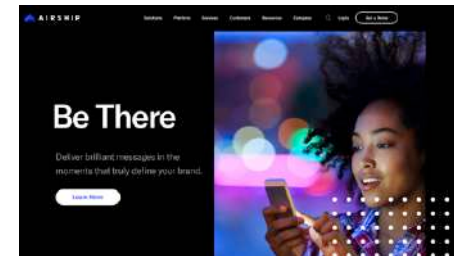 AIRSHIP
Solutions Platform Services Customers Resources Company Login Get a Demo
Be There
Deliver brilliant messages in the
moments that truly define your brand.
Learn More